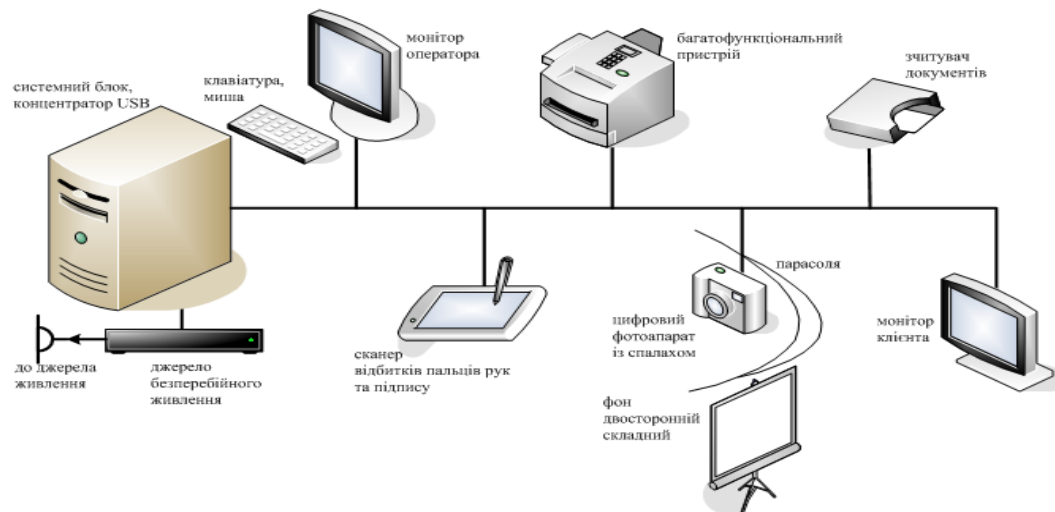 монітор
оператора
багатофункціональний
пристрій
зчитувач
документів
клавіатура,
миша
системний блок,
концентратор USB
парасоля
цифровий
фотоапарат
із спалахом
монітор
клієнта
сканер
відбитків пальців рук
та підпису
до джерела
живлення
джерело
безперебійного
живлення
фон
двосторонній
складний